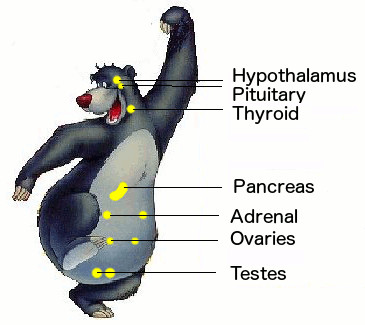 Hypothalamus
Pituitary
Thyroid
Pancreas
Adrenal
Ovaries
Testes